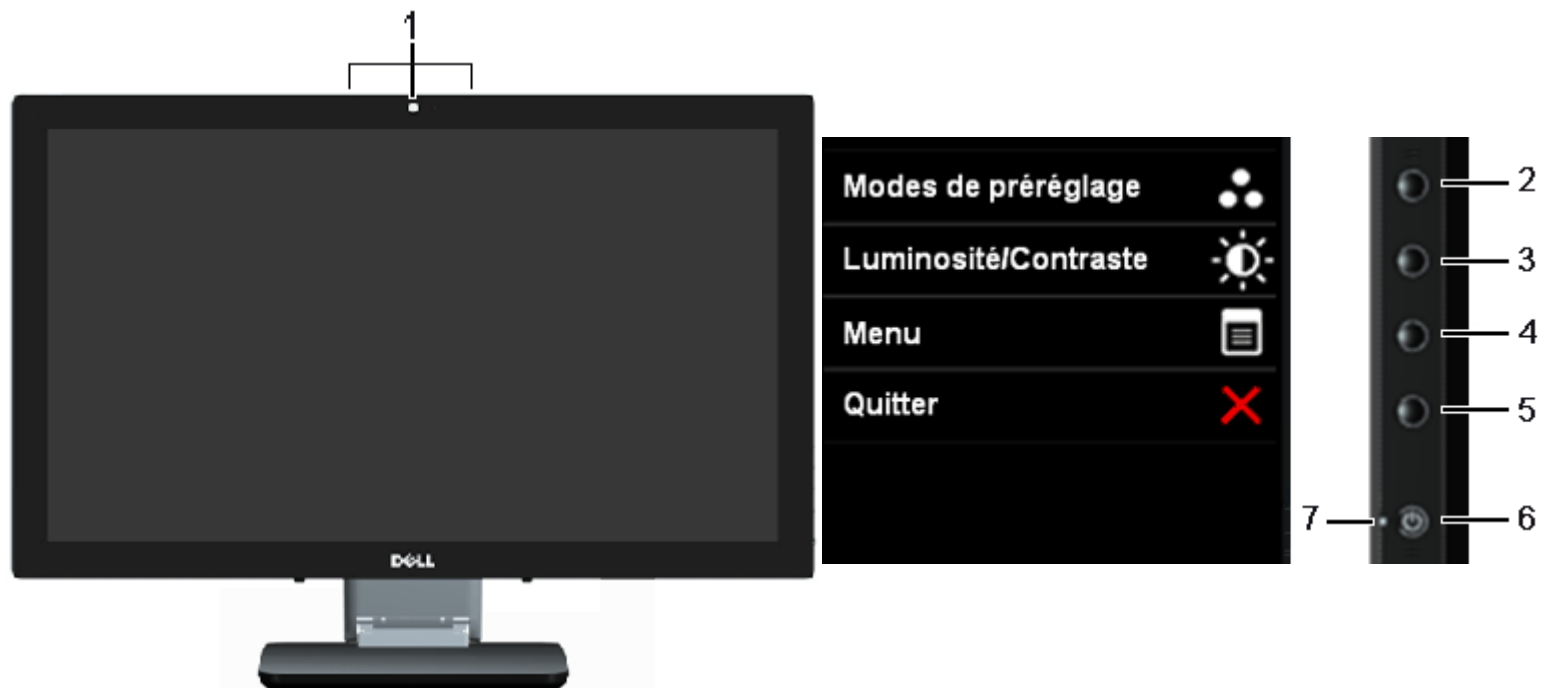 1
DELL
Modes de préréglage
Luminosité/Contraste
Menu
Quitter
2
3
4
5
7
6